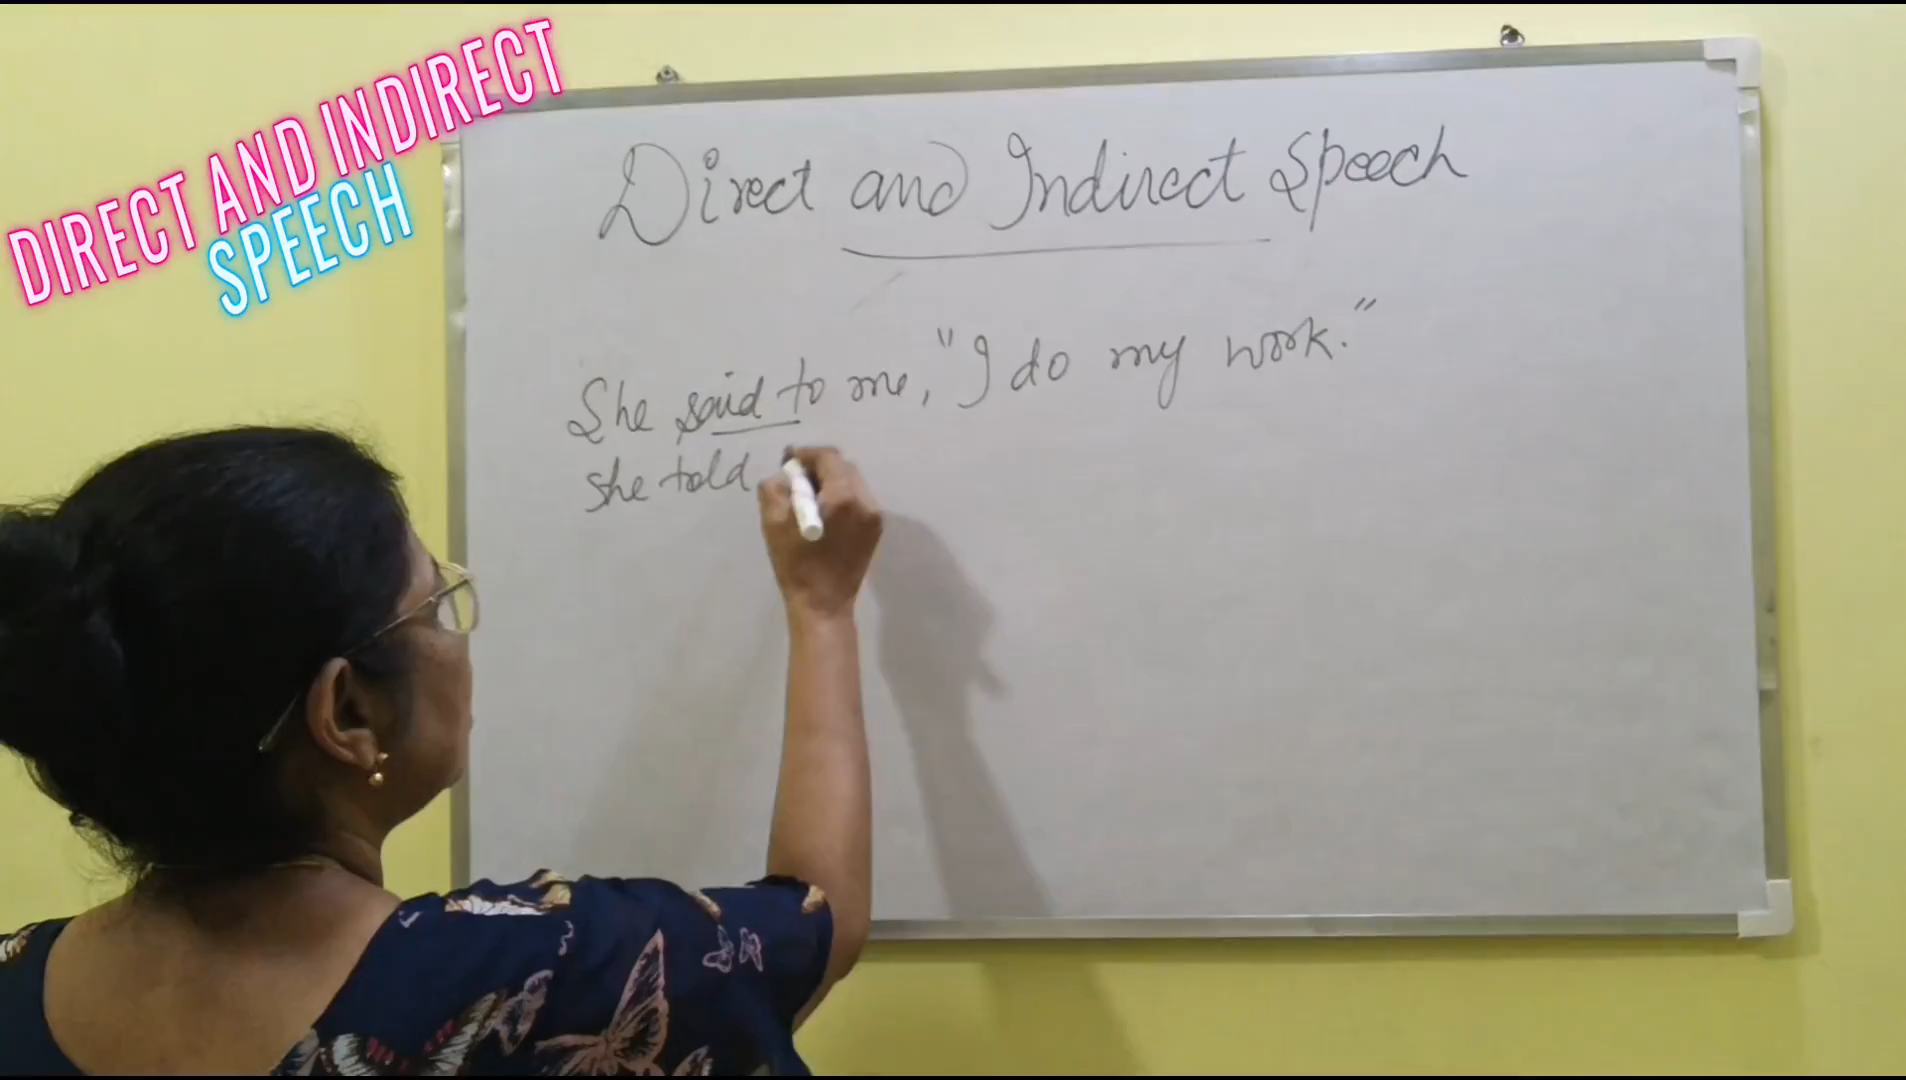 DIRECT AND INDIRECT
SPEECH
Direct and Indirect Speech
She said to me, "I do my work."
She told